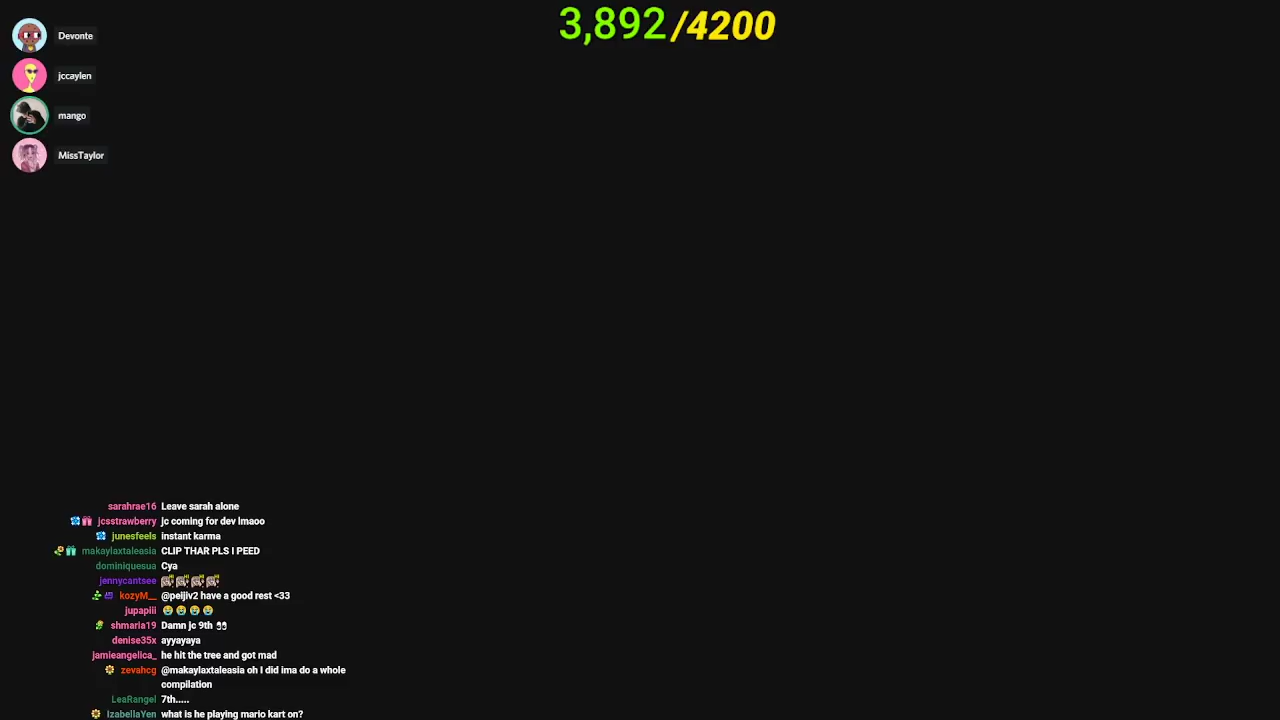 3,892/4200
Devonte
jccaylen
mango
MissTaylor
sarahrae16 Leave sarah alone
jcsstrawberry jc coming for dev lmaoo
junesfeels instant karma
makaylaxtaleasia CLIP THAR PLS I PEED
dominiquesua Cya
jennycantsee
kozyM__ @peijiv2 have a good rest <33
jupapiii 😭😭😭😭
shmaria19 Damn jc 9th 👀
denise35x ayyayaya
jamieangelica_ he hit the tree and got mad
zevahcg @makaylaxtaleasia oh I did ima do a whole
compilation
LeaRangel 7th.....
IzabellaYen what is he playing mario kart on?